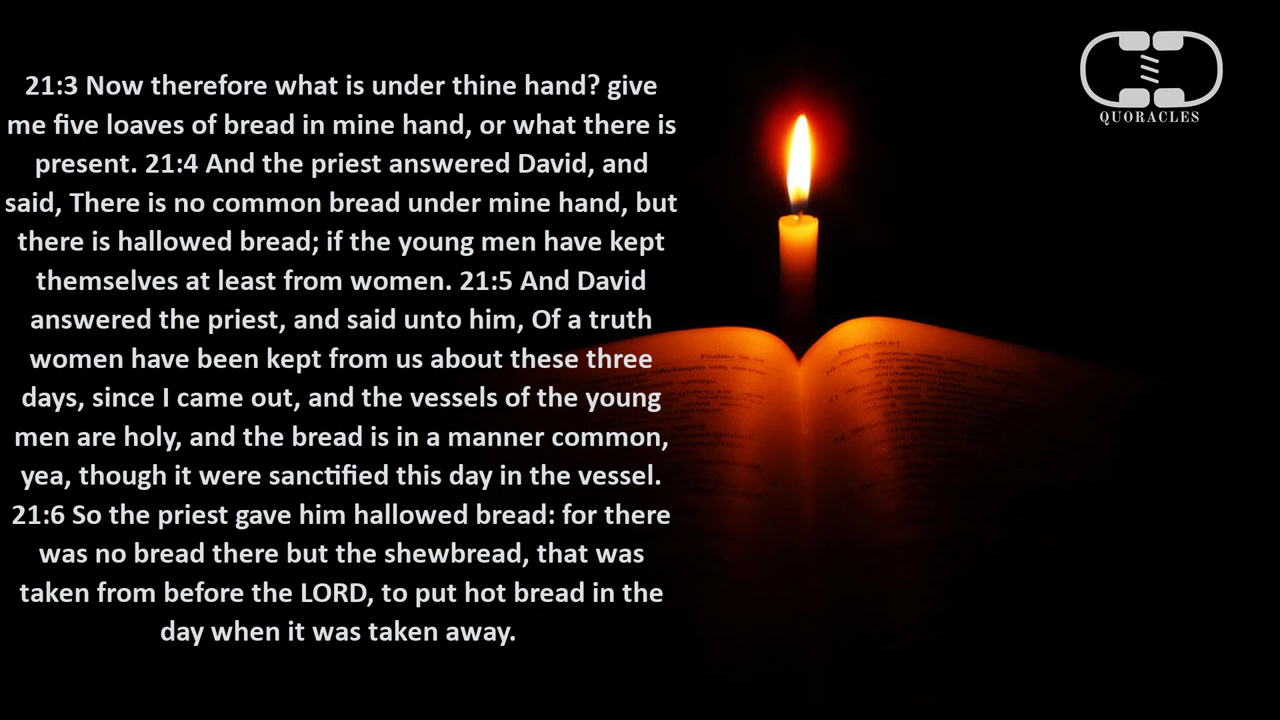 21:3 Now therefore what is under thine hand? give
me five loaves of bread in mine hand, or what there is
present. 21:4 And the priest answered David, and
said, There is no common bread under mine hand, but
there is hallowed bread; if the young men have kept
themselves at least from women. 21:5 And David
answered the priest, and said unto him, Of a truth
women have been kept from us about these three
days, since I came out, and the vessels of the young
men are holy, and the bread is in a manner common,
yea, though it were sanctified this day in the vessel.
21:6 So the priest gave him hallowed bread: for there
was no bread there but the shewbread, that was
taken from before the LORD, to put hot bread in the
day when it was taken away.
QUORACLES